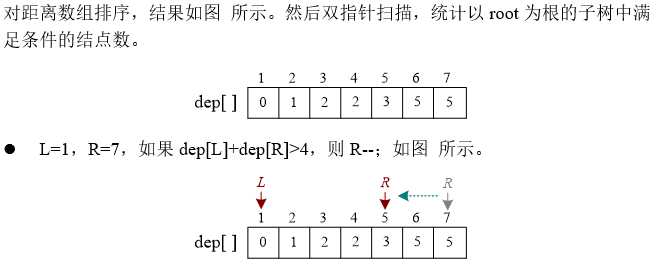 对距离数组排序，结果如图 所示。然后双指针扫描，统计以 root 为根的子树中满
足条件的结点数。
1 2 3 4 5 6 7
dep[ ] 0 1 2 2 3 5 5
● L=1，R=7，如果 dep[L]+dep[R]>4，则 R--；如图 所示。
L R R
1 2 3 4 5 6 7
dep[ ] 0 1 2 2 3 5 5